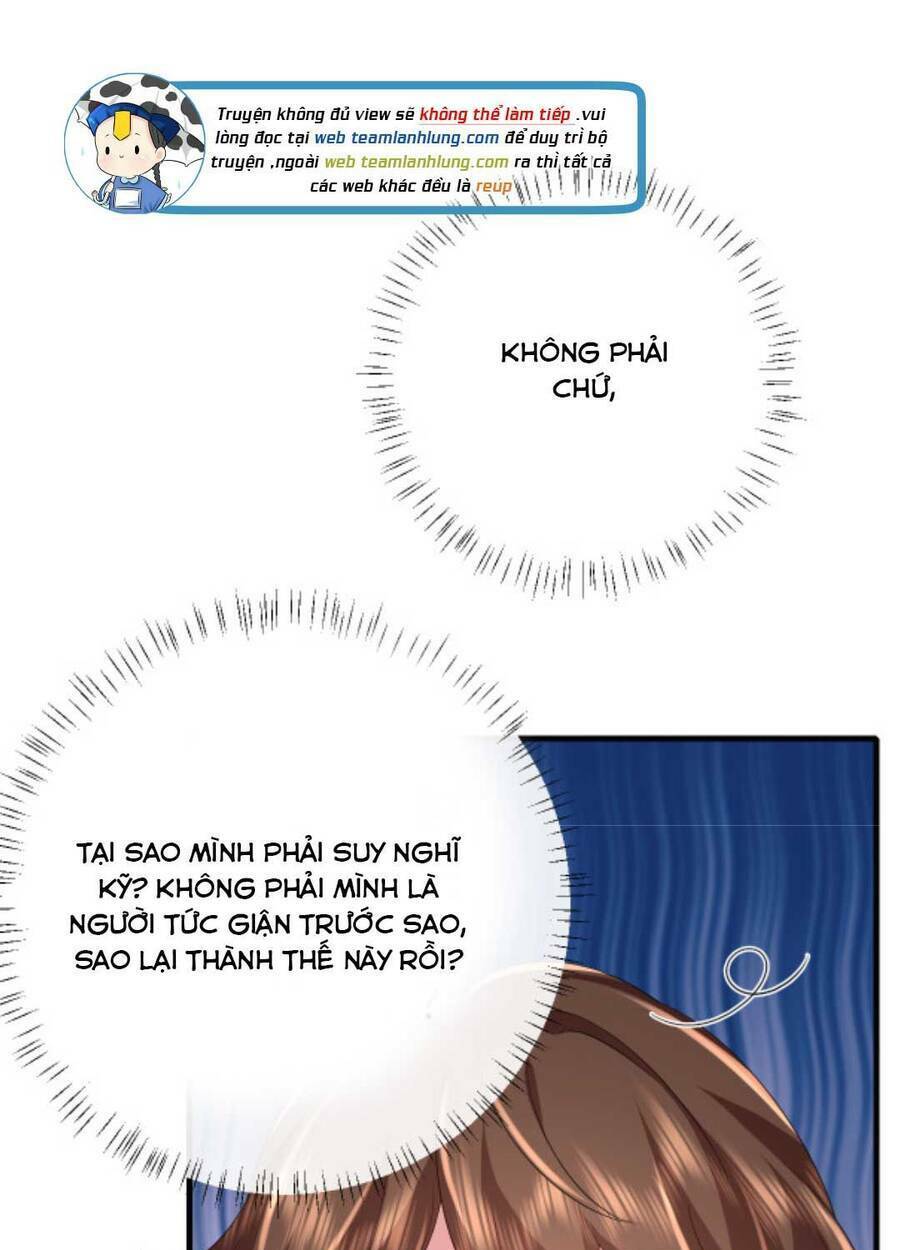 Truyện không đủ view sẽ không thể làm tiếp .vui
lòng đọc tại web teamlanhlung.com để duy trì bộ
truyện ,ngoài web teamlanhlung.com ra thì tất cả
các web khác đều là reup
KHÔNG PHẢI
CHỨ,
TẠI SAO MÌNH PHẢI SUY NGHĨ
KỸ? KHÔNG PHẢI MÌNH LÀ
NGƯỜI TỨC GIẬN TRƯỚC SAO,
SAO LẠI THÀNH THẾ NÀY RỒI?